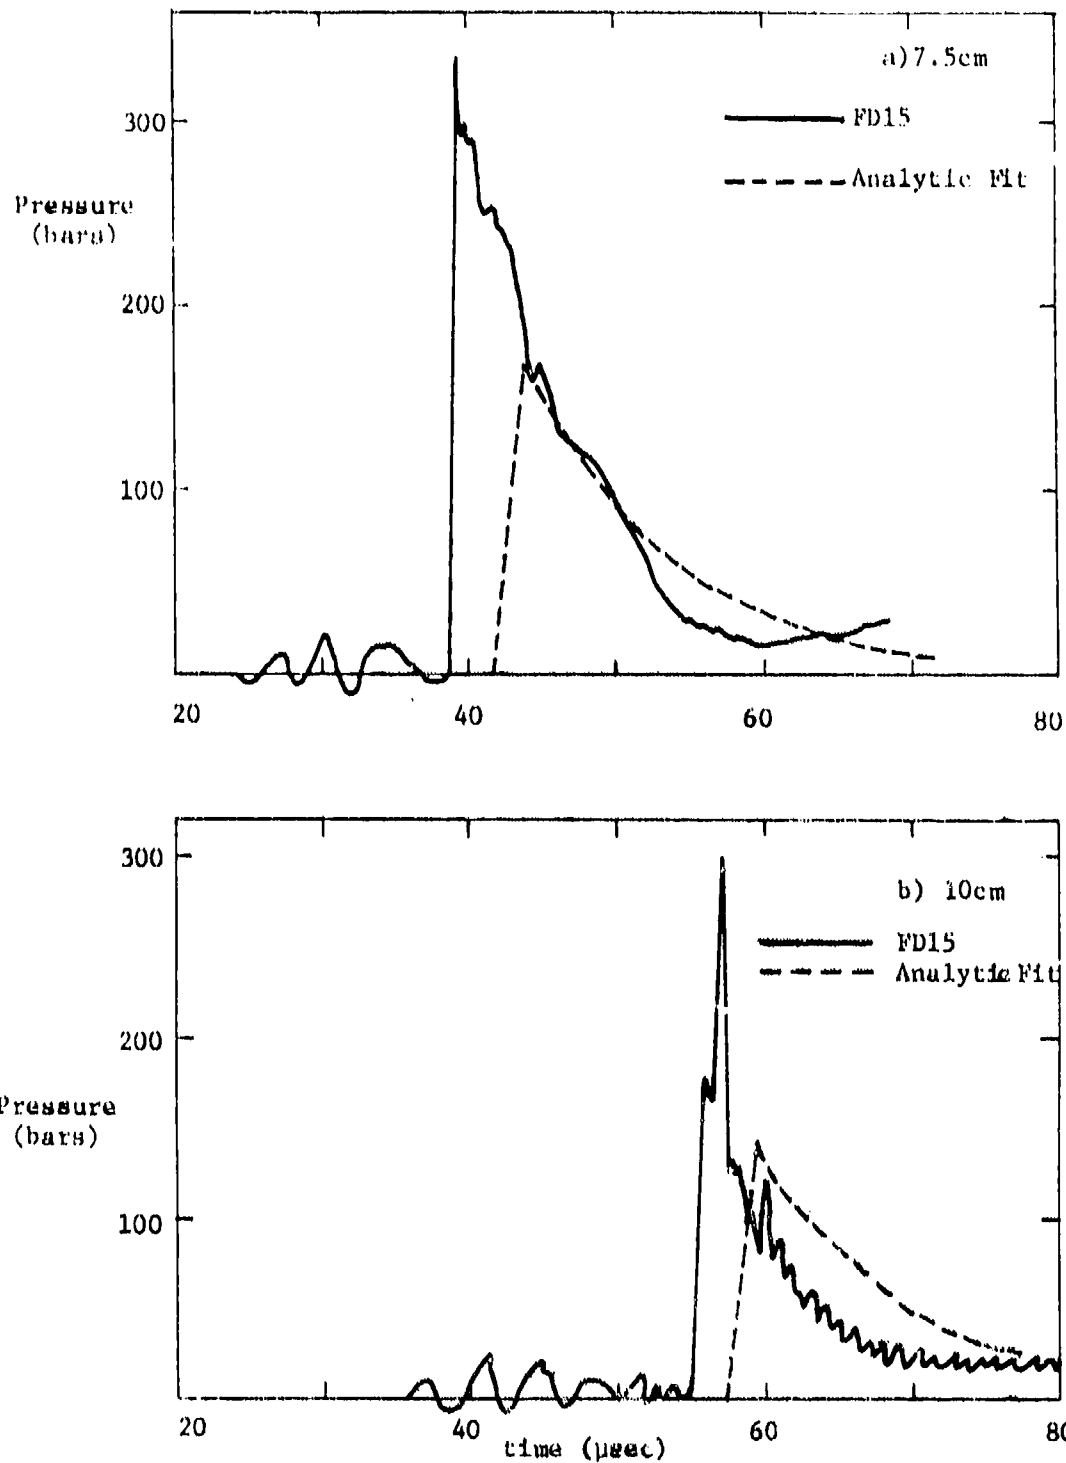 a)7.5cm
300
FD15
Analytic Fit
Pressure
(bars)
200
100
20 40 60 80
300
b) 10cm
FD15
Analytic Fit
200
Pressure
(bars)
100
20 40 60 80
time (μsec)